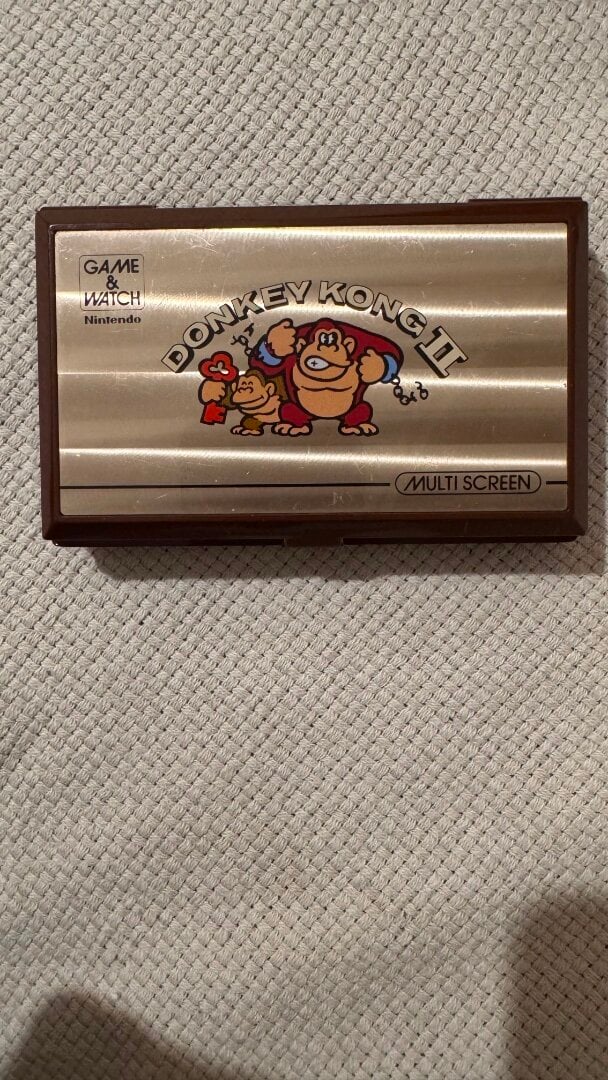 GAME
&
WATCH
Nintendo
DONKEY KONG II
MULTI SCREEN